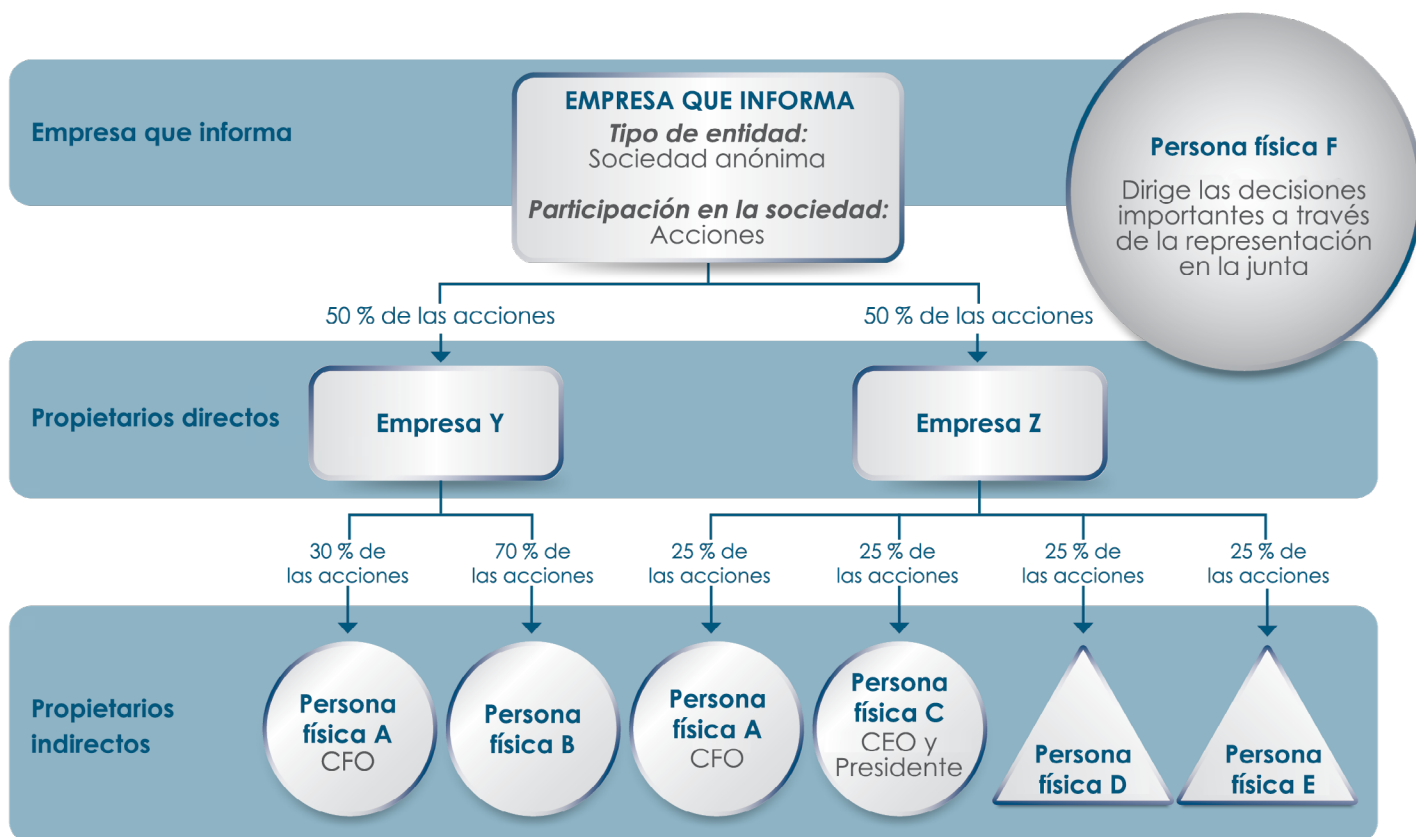 Empresa que informa
EMPRESA QUE INFORMA
Tipo de entidad:
Sociedad anónima
Participación en la sociedad:
Acciones
Persona física F
Dirige las decisiones
importantes a través
de la representación
en la junta
50 % de las acciones
50 % de las acciones
Propietarios directos
Empresa Y
Empresa Z
30 % de
las acciones
70 % de
las acciones
25 % de
las acciones
25 % de
las acciones
25 % de
las acciones
25 % de
las acciones
Propietarios
indirectos
Persona
física A
CFO
Persona
física B
Persona
física A
CFO
Persona
física C
CEO y
Presidente
Persona
física D
Persona
física E